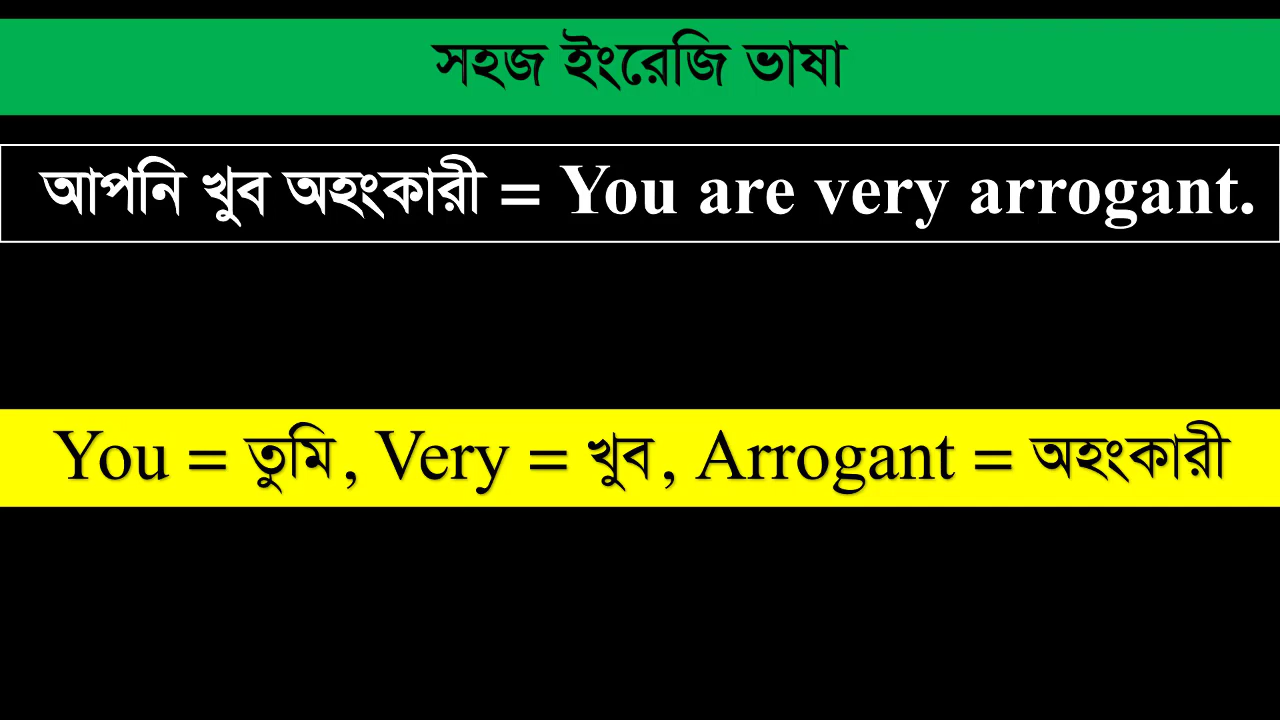 সহজ ইংরেজি ভাষা
আপনি খুব অহংকারী = You are very arrogant.
You = তুমি, Very = খুব, Arrogant = অহংকারী